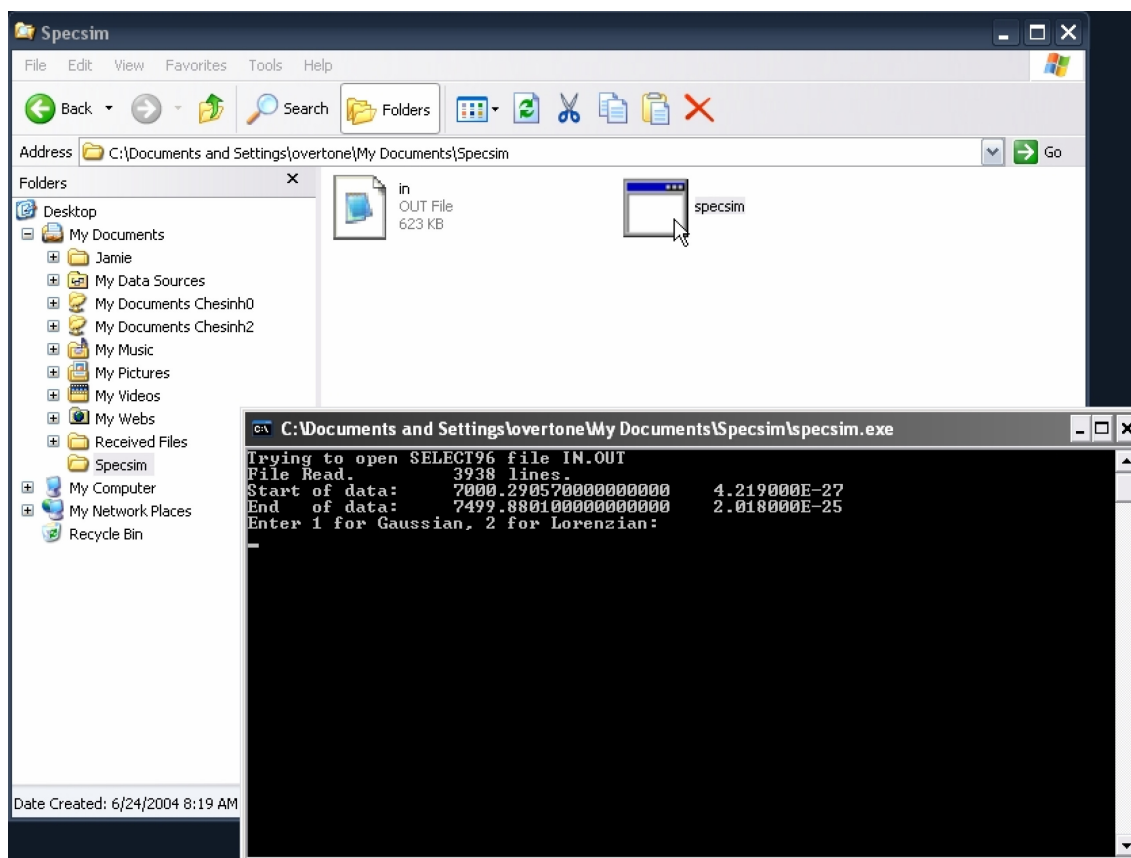 Specsim
File Edit View Favorites Tools Help
Back Search Folders
Address C:\Documents and Settings\overtone\My Documents\Specsim Go
Folders x
Desktop
My Documents
Jamie
My Data Sources
My Documents Chesinh0
My Documents Chesinh2
My Music
My Pictures
My Videos
My Webs
Received Files
Specsim
My Computer
My Network Places
Recycle Bin
in
OUT File
623 KB
specsim
C:\Documents and Settings\overtone\My Documents\Specsim\specsim.exe
Trying to open SELECT96 file IN.OUT
File Read. 3938 lines.
Start of data: 7000.290570000000000 4.219000E-27
End of data: 7499.880100000000000 2.018000E-25
Enter 1 for Gaussian, 2 for Lorenzian:
Date Created: 6/24/2004 8:19 AM